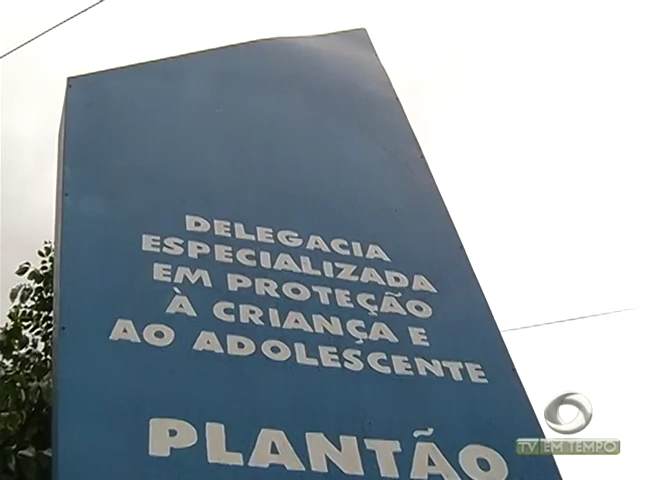 DELEGACIA
ESPECIALIZADA
EM PROTEÇÃO
À CRIANÇA E
AO ADOLESCENTE
PLANTÃO
TV EM TEMPO